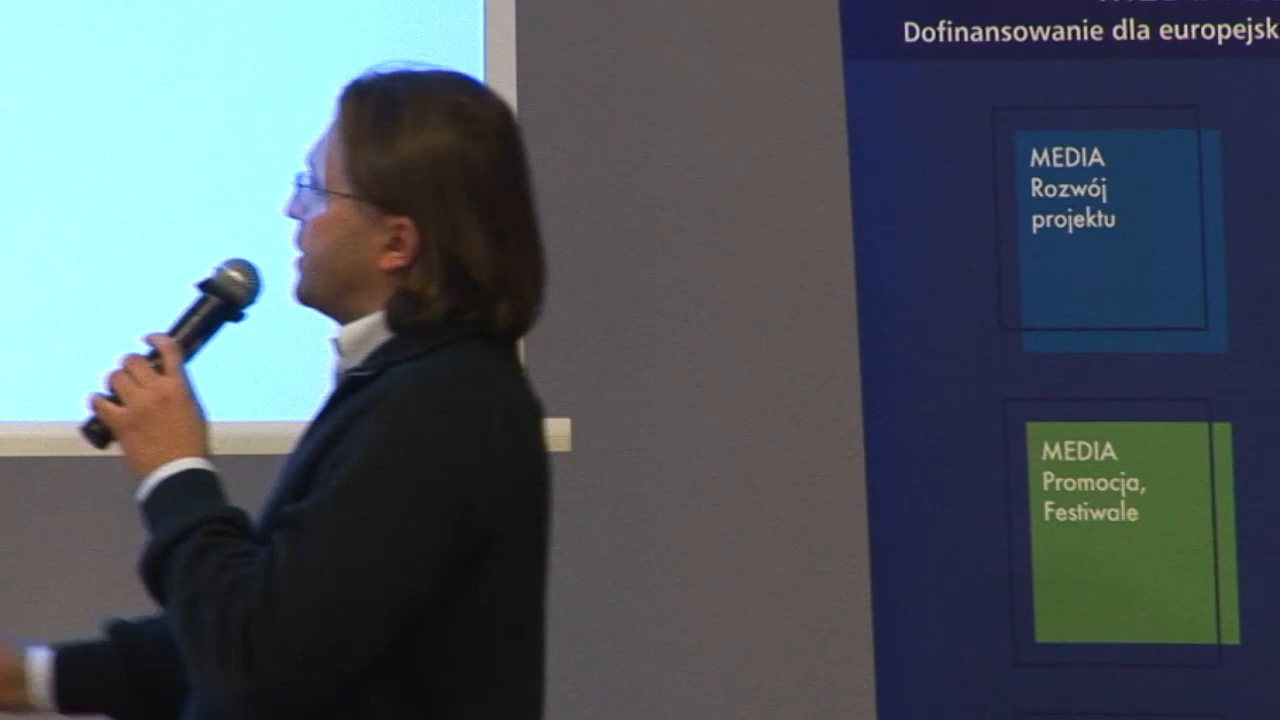 Dofinansowanie dla europejsk
MEDIA
Rozwój
projektu
MEDIA
Promocja,
Festiwale